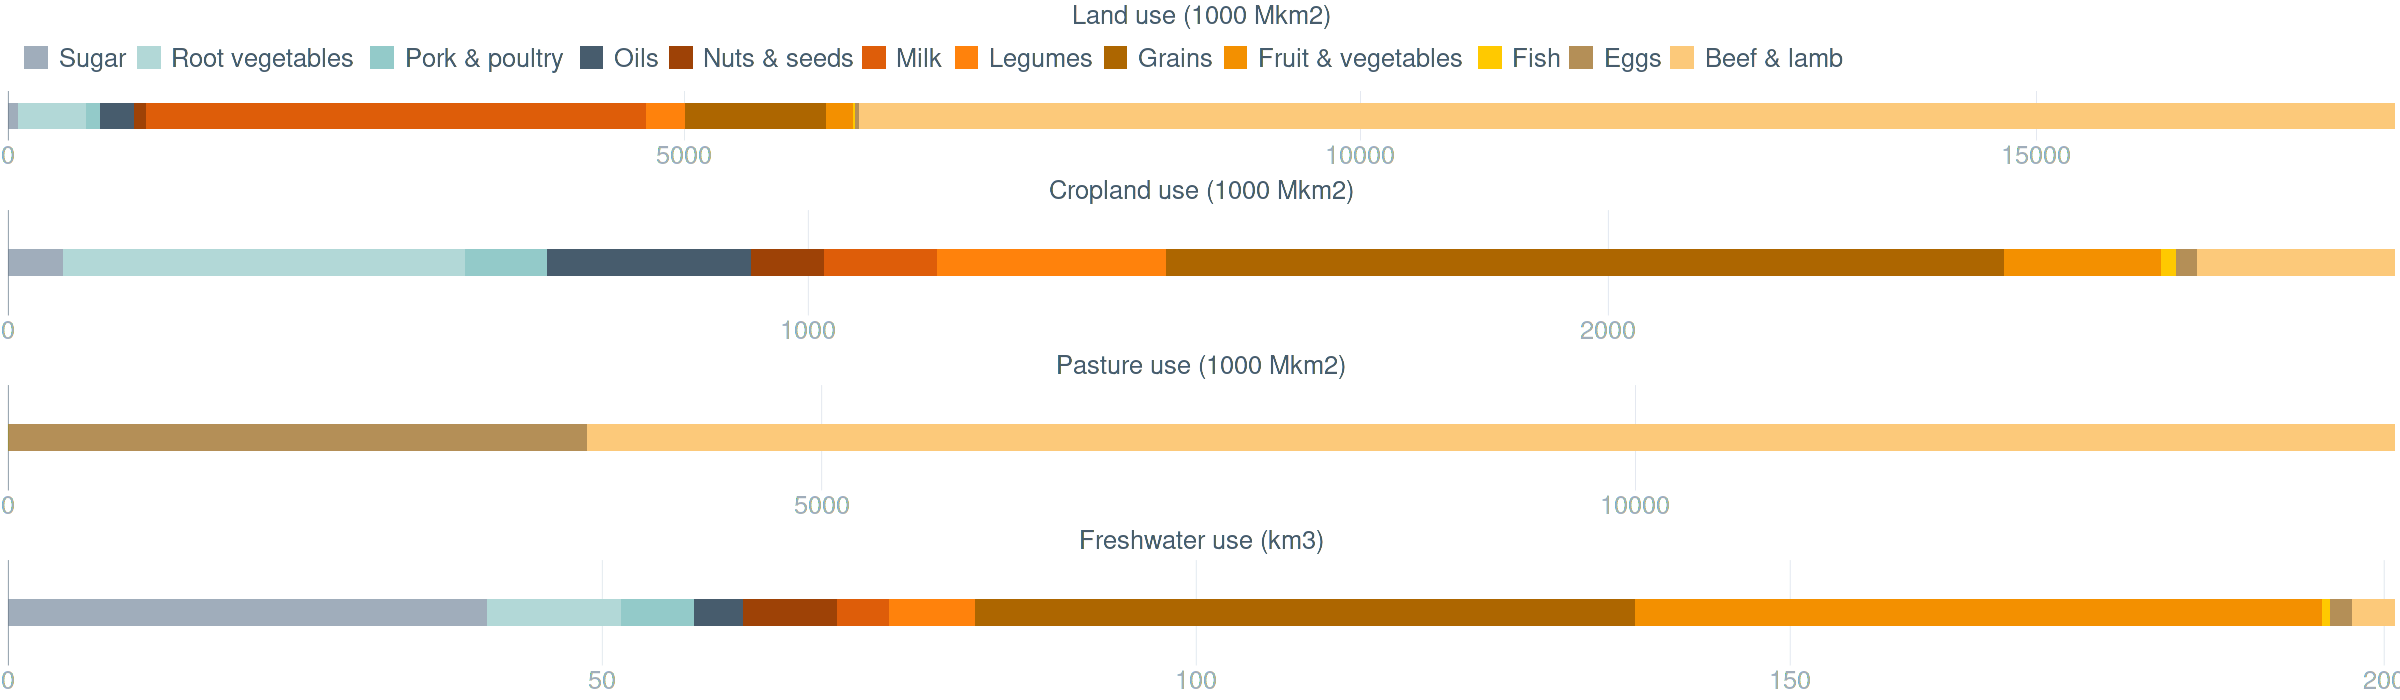 Land use (1000 Mkm2)
Sugar Root vegetables Pork & poultry Oils Nuts & seeds Milk Legumes Grains Fruit & vegetables Fish Eggs Beef & lamb
0 5000 10000 15000
Cropland use (1000 Mkm2)
0 1000 2000
Pasture use (1000 Mkm2)
0 5000 10000
Freshwater use (km3)
0 50 100 150 200